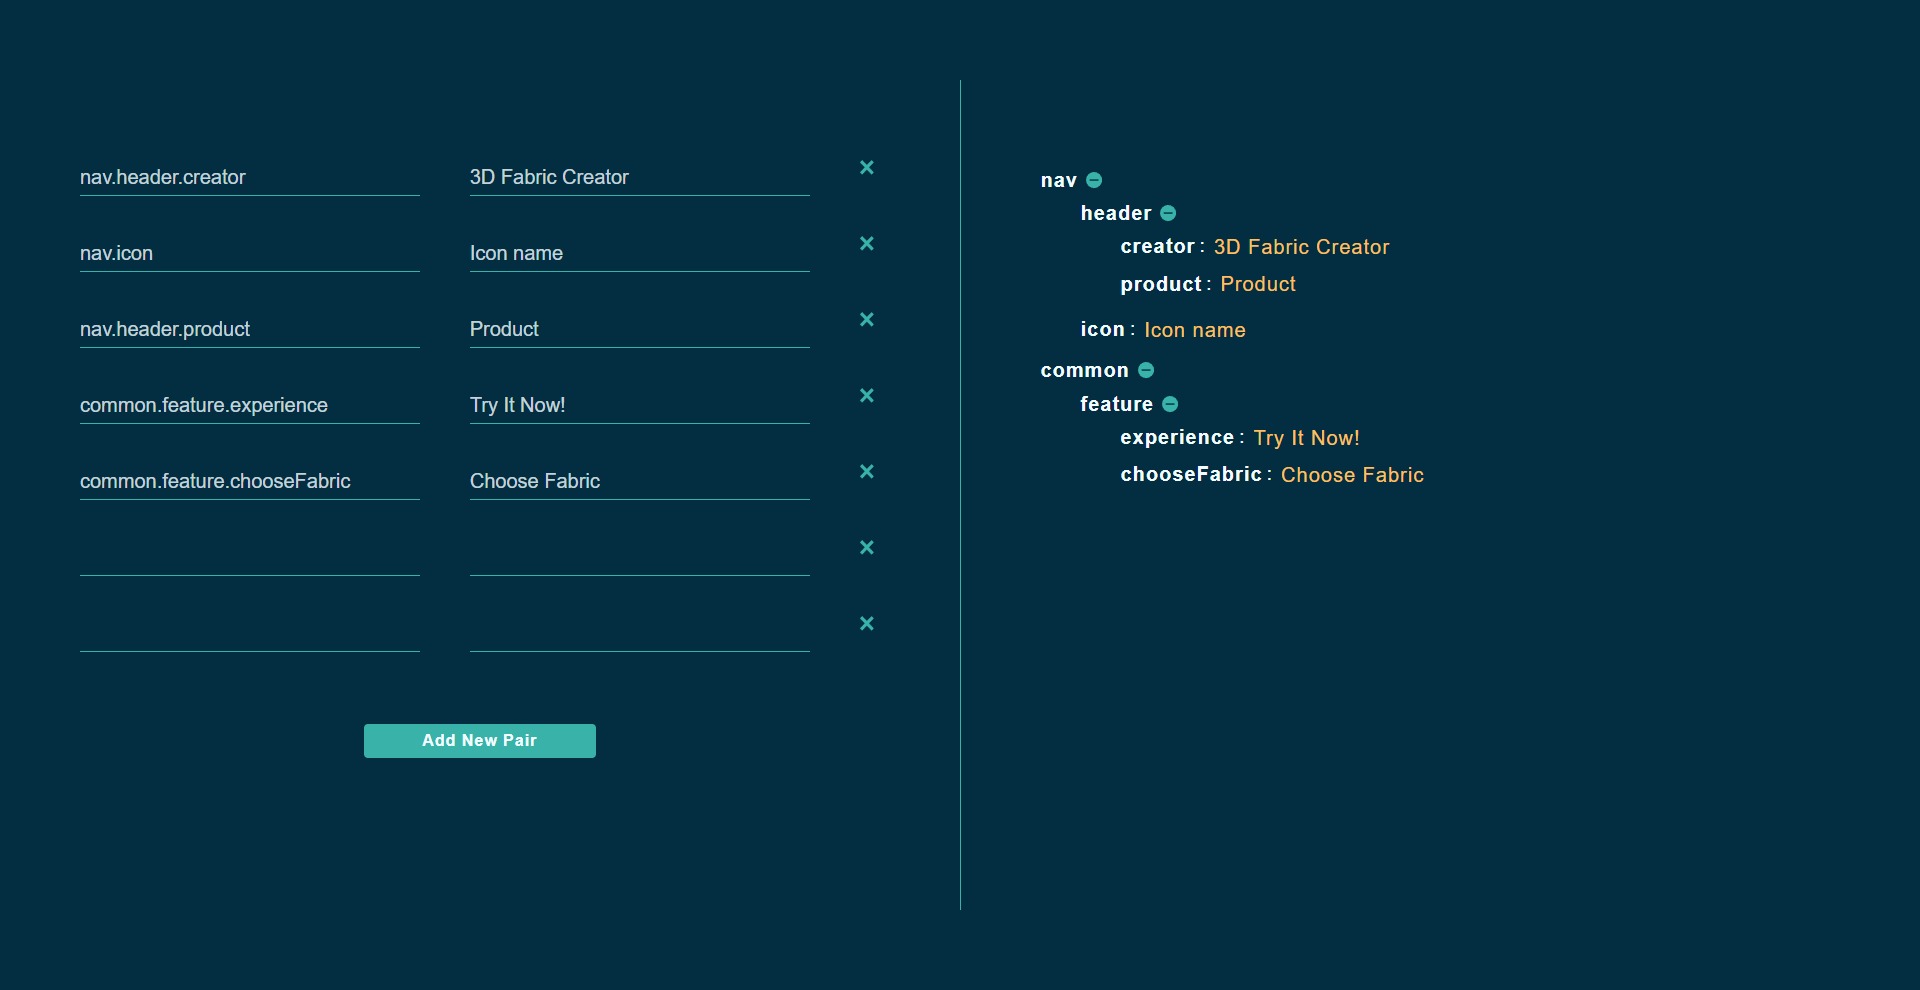 nav.header.creator 3D Fabric Creator ×
nav.icon Icon name ×
nav.header.product Product ×
common.feature.experience Try It Now! ×
common.feature.chooseFabric Choose Fabric ×
×
×
Add New Pair
nav
header
creator : 3D Fabric Creator
product : Product
icon : Icon name
common
feature
experience : Try It Now!
chooseFabric : Choose Fabric